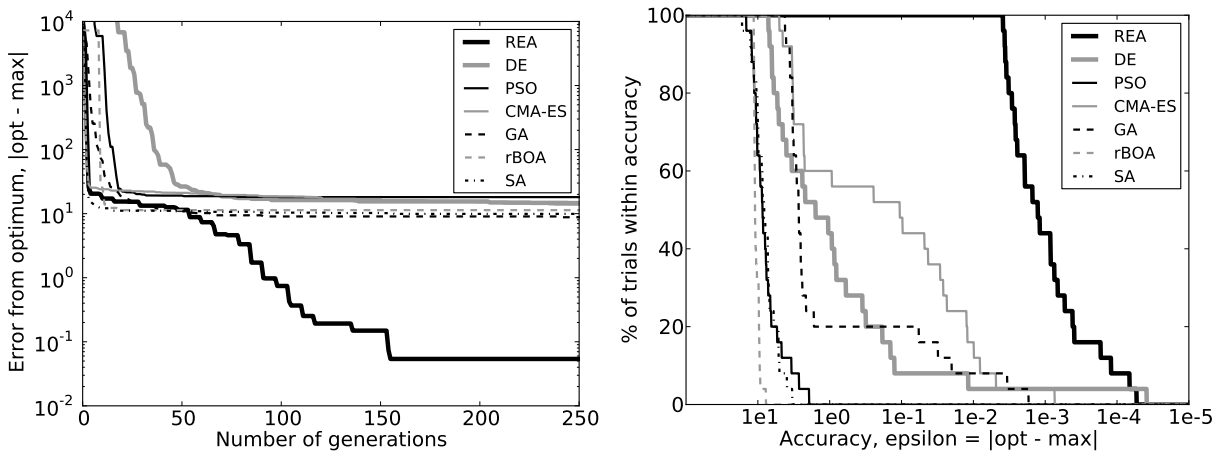 Error from optimum, |opt - max|
10^4
10^3
10^2
10^1
10^0
10^-1
10^-2
0 50 100 150 200 250
Number of generations
REA
DE
PSO
CMA-ES
GA
rBOA
SA
% of trials within accuracy
100
80
60
40
20
0
1e1 1e0 1e-1 1e-2 1e-3 1e-4 1e-5
Accuracy, epsilon = |opt - max|
REA
DE
PSO
CMA-ES
GA
rBOA
SA